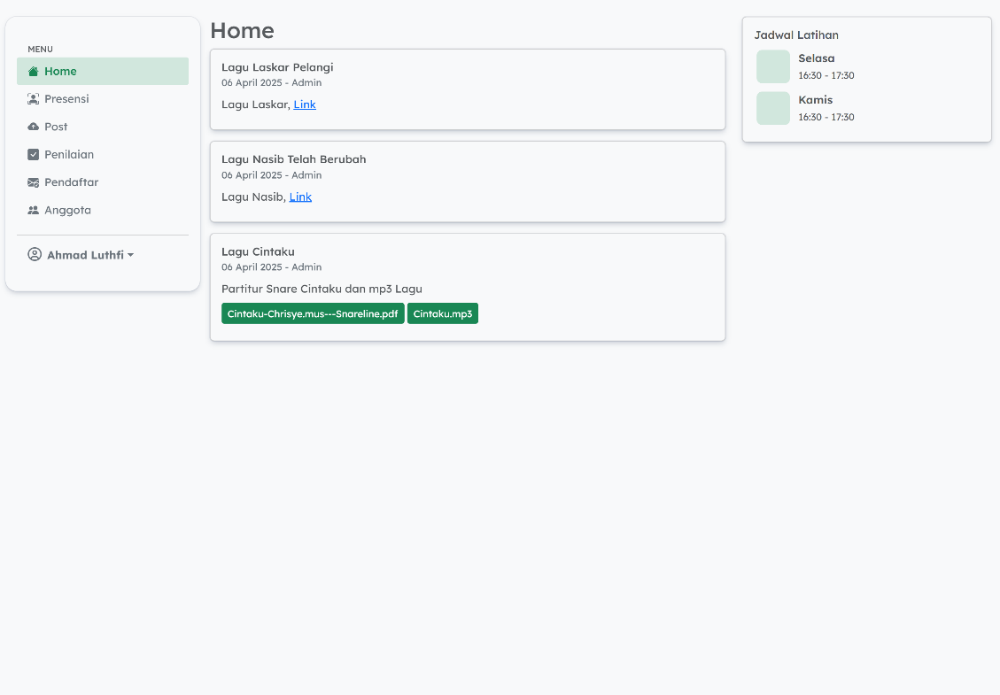 MENU
Home
Presensi
Post
Penilaian
Pendaftar
Anggota
Ahmad Luthfi
Home
Lagu Laskar Pelangi
06 April 2025 - Admin
Lagu Laskar, Link
Lagu Nasib Telah Berubah
06 April 2025 - Admin
Lagu Nasib, Link
Lagu Cintaku
06 April 2025 - Admin
Partitur Snare Cintaku dan mp3 Lagu
Cintaku-Chrisye.mus---Snareline.pdf Cintaku.mp3
Jadwal Latihan
Selasa
16:30 - 17:30
Kamis
16:30 - 17:30